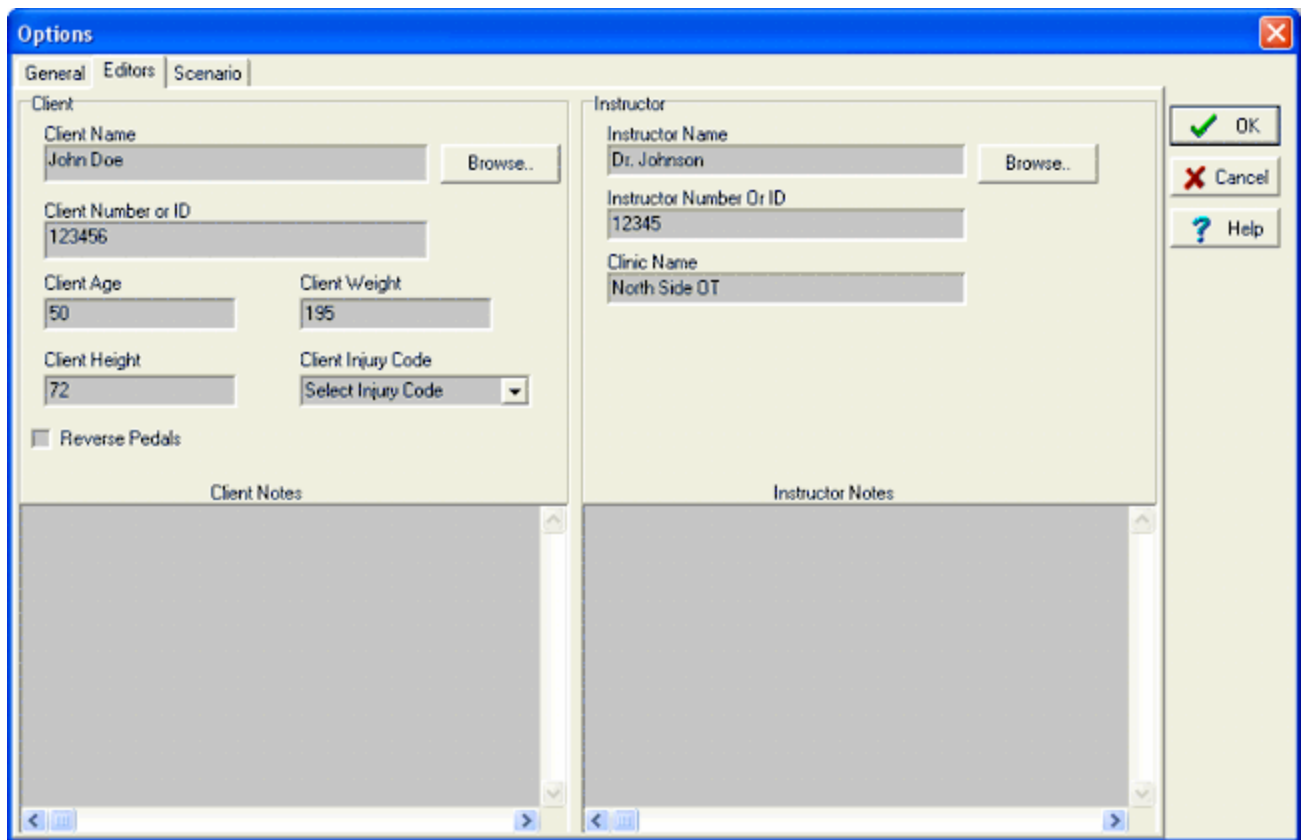 Options
General Editors Scenario
Client
Client Name
John Doe
Browse..
Client Number or ID
123456
Client Age
Client Weight
50
195
Client Height
Client Injury Code
72
Select Injury Code
Reverse Pedals
Client Notes
Instructor
Instructor Name
Dr. Johnson
Browse..
Instructor Number Or ID
12345
Clinic Name
North Side OT
Instructor Notes
OK
Cancel
? Help